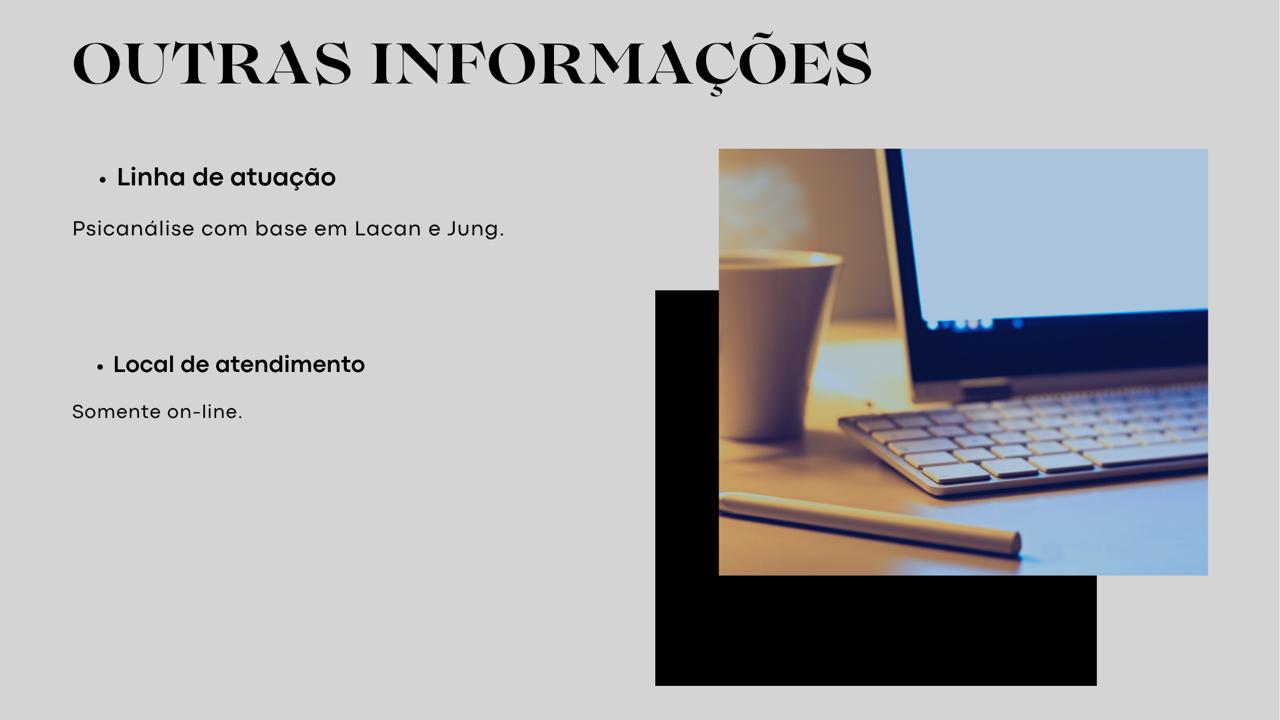 OUTRAS INFORMAÇÕES
• Linha de atuação
Psicanálise com base em Lacan e Jung.
• Local de atendimento
Somente on-line.